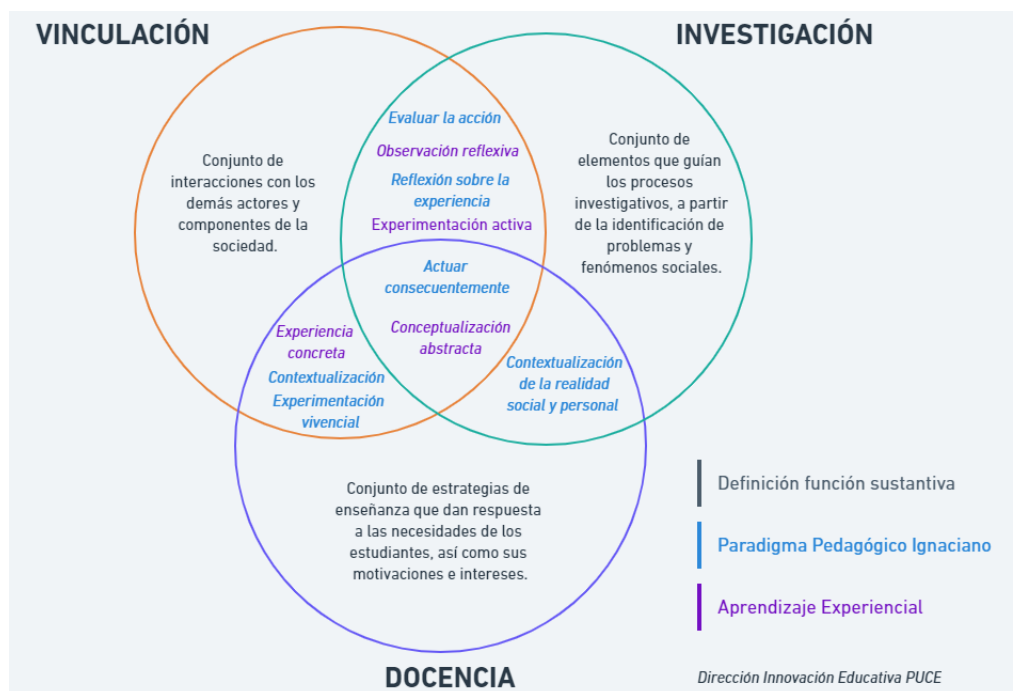 VINCULACIÓN
INVESTIGACIÓN
Conjunto de
interacciones con los
demás actores y
componentes de la
sociedad.
Evaluar la acción
Observación reflexiva
Reflexión sobre la
experiencia
Experimentación activa
Conjunto de
elementos que guían
los procesos
investigativos, a partir
de la identificación de
problemas y
fenómenos sociales.
Actuar
consecuentemente
Conceptualización
abstracta
Experiencia
concreta
Contextualización
Experimentación
vivencial
Contextualización
de la realidad
social y personal
Conjunto de estrategias de
enseñanza que dan respuesta
a las necesidades de los
estudiantes, así como sus
motivaciones e intereses.
DOCENCIA
Definición función sustantiva
Paradigma Pedagógico Ignaciano
Aprendizaje Experiencial
Dirección Innovación Educativa PUCE